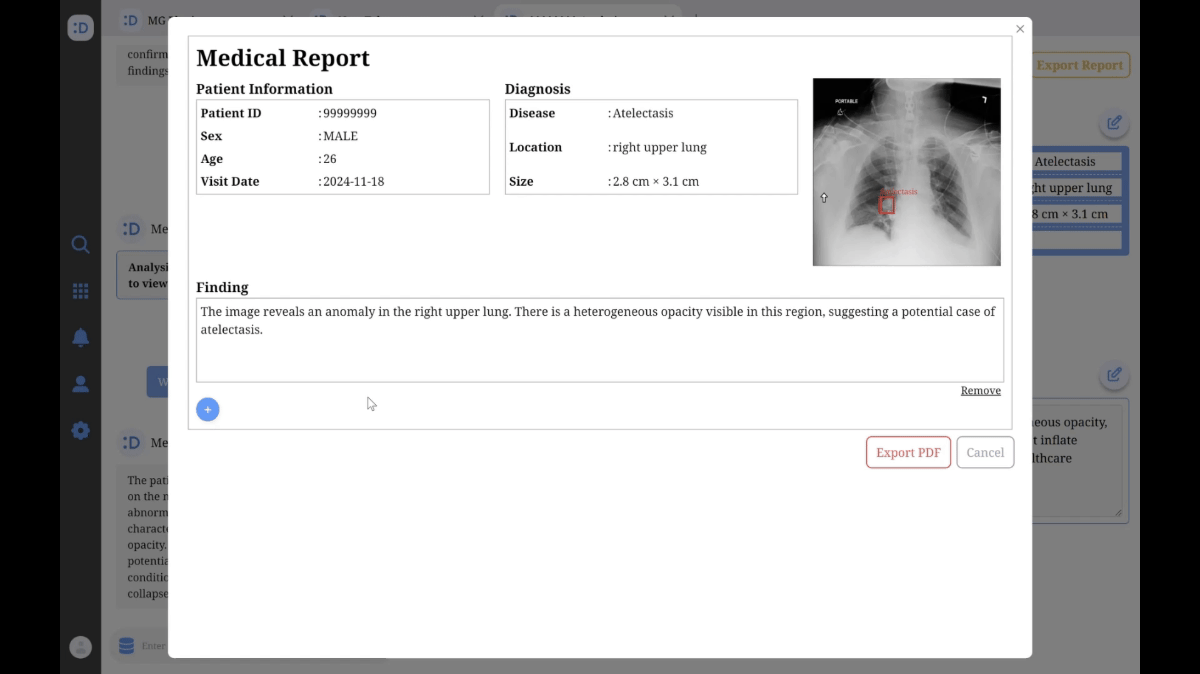 :D
:D MG
confirm
findings
Export Report
Medical Report
Patient Information
Patient ID :99999999
Sex :MALE
Age :26
Visit Date :2024-11-18
Diagnosis
Disease :Atelectasis
Location :right upper lung
Size :2.8 cm × 3.1 cm
PORTABLE
Finding
The image reveals an anomaly in the right upper lung. There is a heterogeneous opacity visible in this region, suggesting a potential case of
atelectasis.
Remove
+
Export PDF
Cancel
Atelectasis
ht upper lung
8 cm × 3.1 cm
:D Me
Analysi
to view
W
:D Me
The pati
on the n
abnorm
characte
opacity.
potentia
conditio
collapse
eous opacity,
t inflate
lthcare
Enter